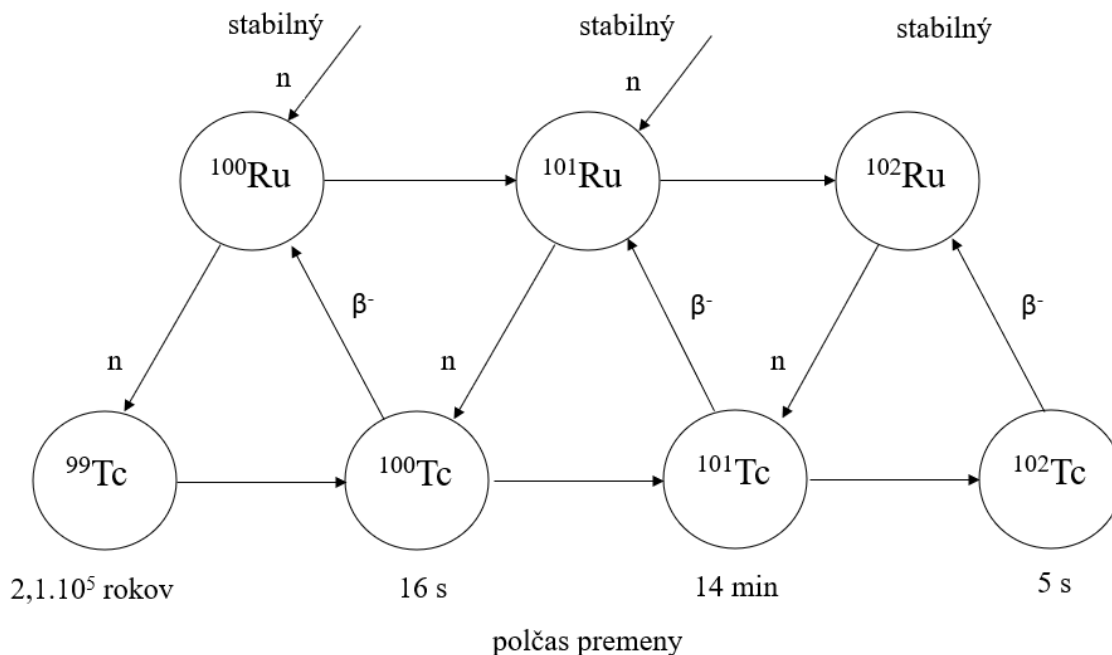 stabilný stabilný stabilný
n n
¹⁰⁰Ru ¹⁰¹Ru ¹⁰²Ru
β⁻ β⁻ β⁻
n n n
⁹⁹Tc ¹⁰⁰Tc ¹⁰¹Tc ¹⁰²Tc
2,1.10⁵ rokov 16 s 14 min 5 s
polčas premeny